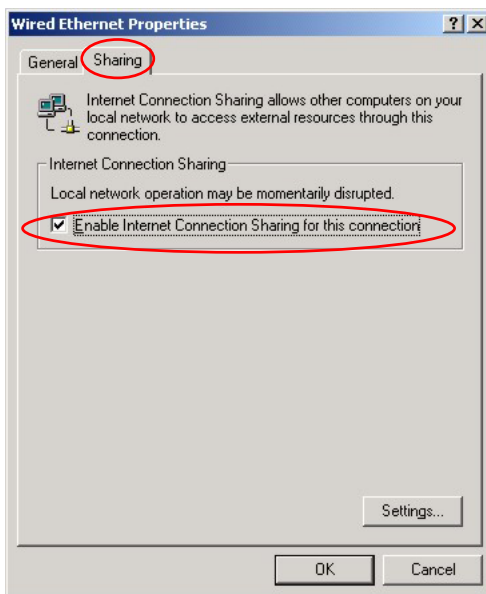 Wired Ethernet Properties
General Sharing
Internet Connection Sharing allows other computers on your
local network to access external resources through this
connection.
Internet Connection Sharing
Local network operation may be momentarily disrupted.
Enable Internet Connection Sharing for this connection
Settings...
OK Cancel